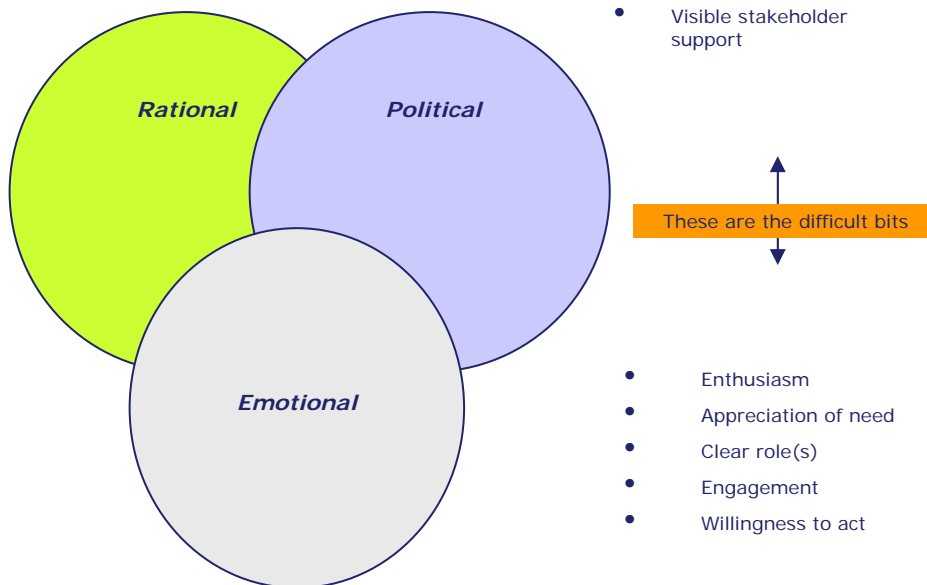 • Visible stakeholder
support
Rational
Political
These are the difficult bits
Emotional
• Enthusiasm
• Appreciation of need
• Clear role(s)
• Engagement
• Willingness to act